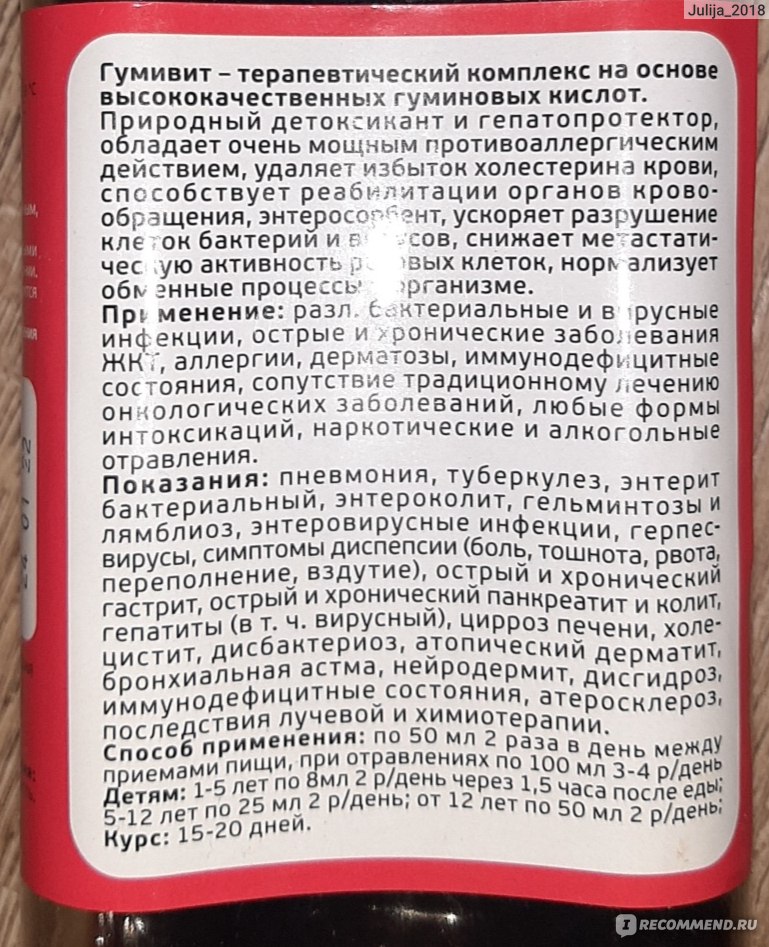 Julija_2018
Гумивит – терапевтический комплекс на основе
высококачественных гуминовых кислот.
Природный детоксикант и гепатопротектор,
обладает очень мощным противоаллергическим
действием, удаляет избыток холестерина крови,
способствует реабилитации органов крово-
обращения, энтеросорбент, ускоряет разрушение
клеток бактерий и вирусов, снижает метастати-
ческую активность раковых клеток, нормализует
обменные процессы организме.
Применение: разл. бактериальные и вирусные
инфекции, острые и хронические заболевания
ЖКТ, аллергии, дерматозы, иммунодефицитные
состояния, сопутствие традиционному лечению
онкологических заболеваний, любые формы
интоксикаций, наркотические и алкогольные
отравления.
Показания: пневмония, туберкулез, энтерит
бактериальный, энтероколит, гельминтозы и
лямблиоз, энтеровирусные инфекции, герпес-
вирусы, симптомы диспепсии (боль, тошнота, рвота,
переполнение, вздутие), острый и хронический
гастрит, острый и хронический панкреатит и колит,
гепатиты (в т. ч. вирусный), цирроз печени, холе-
цистит, дисбактериоз, атопический дерматит,
бронхиальная астма, нейродермит, дисгидроз,
иммунодефицитные состояния, атеросклероз,
последствия лучевой и химиотерапии.
Способ применения: по 50 мл 2 раза в день между
приемами пищи, при отравлениях по 100 мл 3-4 р/день
Детям: 1-5 лет по 8мл 2 р/день через 1,5 часа после еды;
5-12 лет по 25 мл 2 р/день; от 12 лет по 50 мл 2 р/день;
Курс: 15-20 дней.
24 01 22
IRECOMMEND.RU